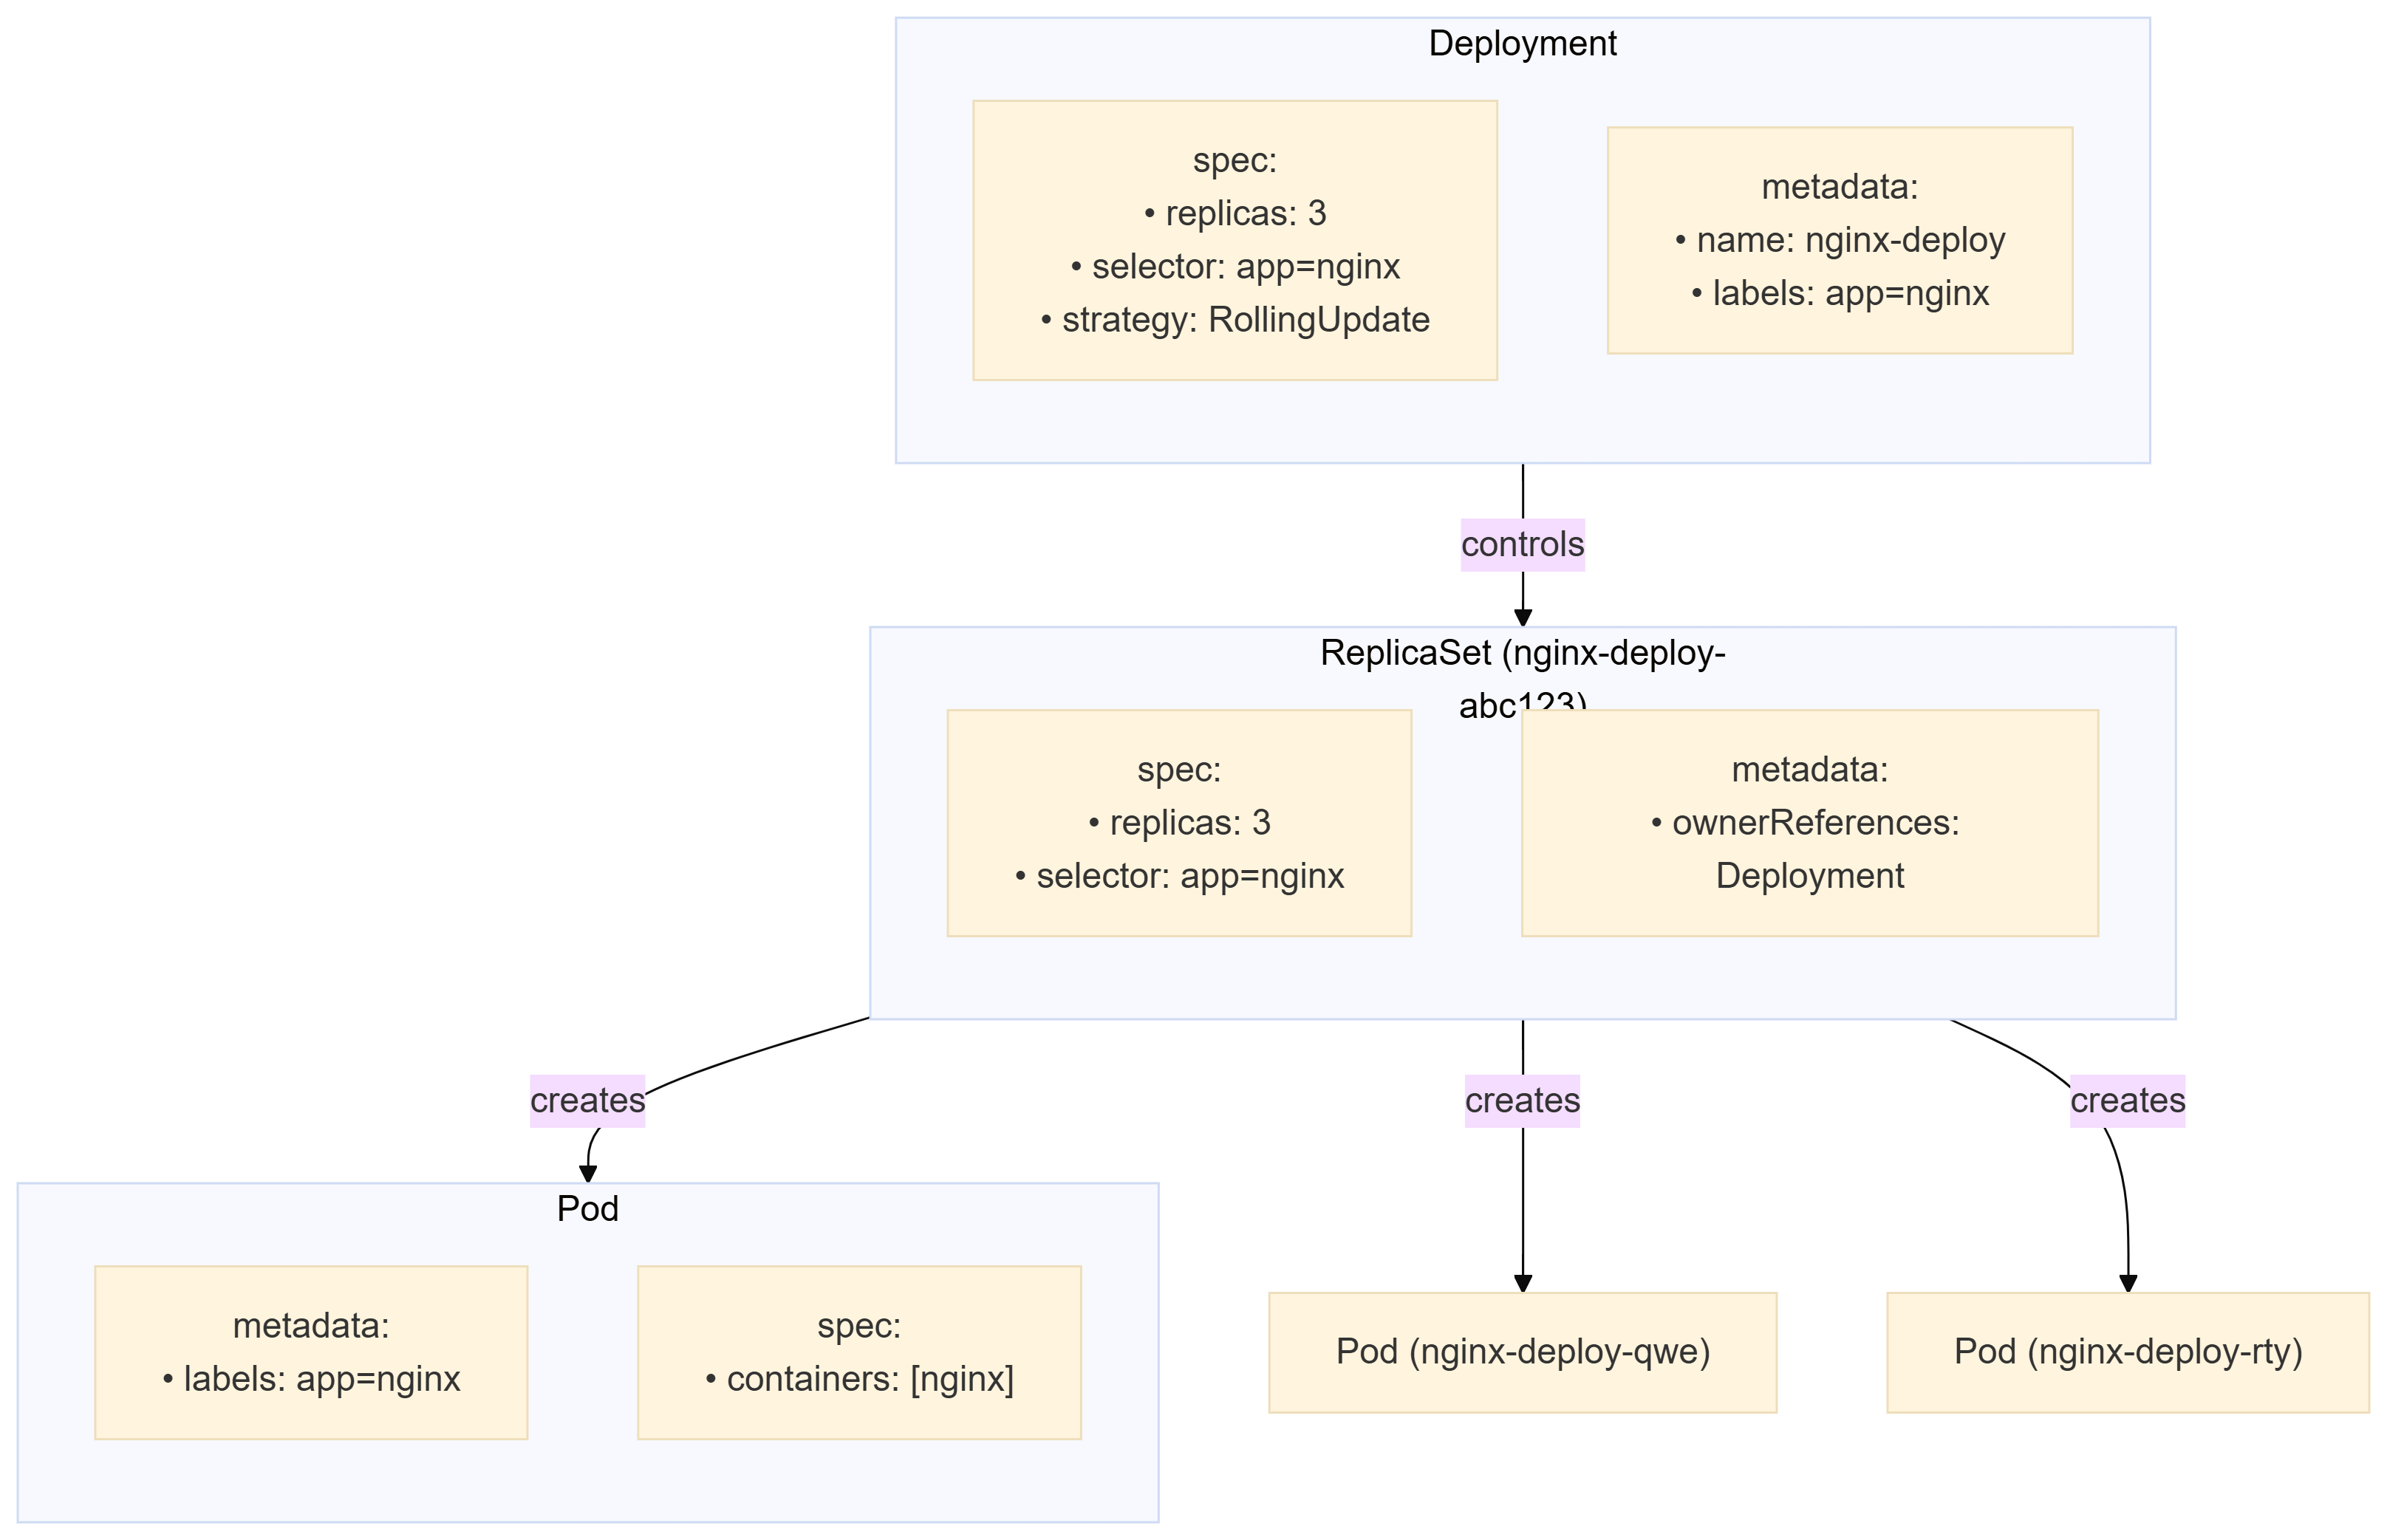 Deployment
spec:
• replicas: 3
• selector: app=nginx
• strategy: RollingUpdate
metadata:
• name: nginx-deploy
• labels: app=nginx
controls
ReplicaSet (nginx-deploy-
abc123)
spec:
• replicas: 3
• selector: app=nginx
metadata:
• ownerReferences:
Deployment
creates
creates
creates
Pod
metadata:
• labels: app=nginx
spec:
• containers: [nginx]
Pod (nginx-deploy-qwe)
Pod (nginx-deploy-rty)